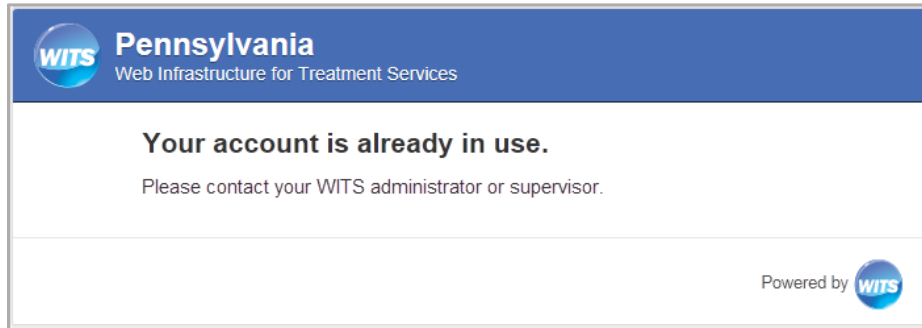 WITS
Pennsylvania
Web Infrastructure for Treatment Services
Your account is already in use.
Please contact your WITS administrator or supervisor.
Powered by WITS